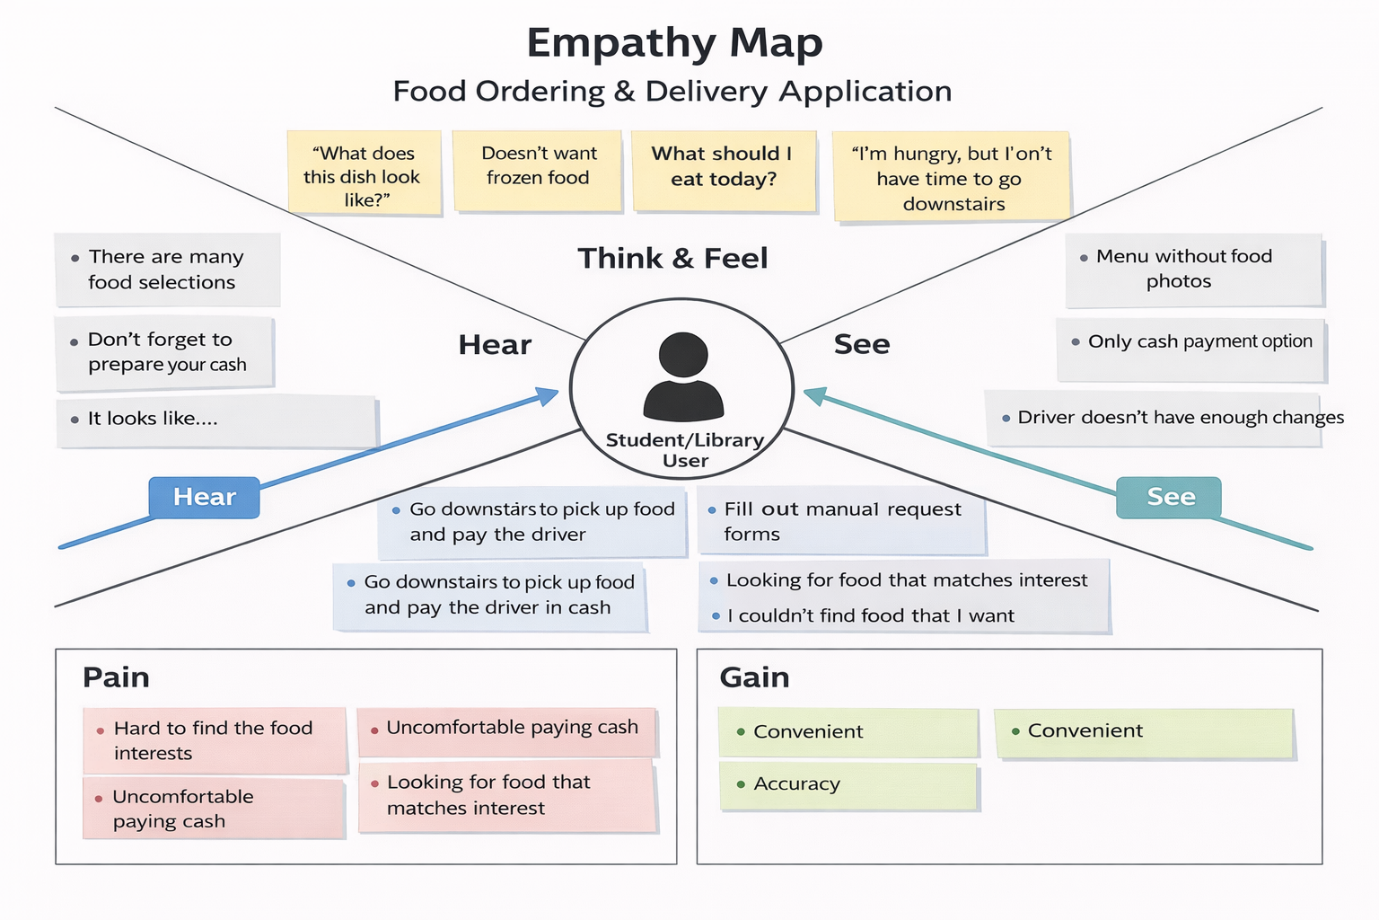 Empathy Map
Food Ordering & Delivery Application
“What does
this dish look
like?”
Doesn’t want
frozen food
What should I
eat today?
“I’m hungry, but I'on’t
have time to go
downstairs
Think & Feel
Hear
See
• There are many
food selections
• Don’t forget to
prepare your cash
• It looks like....
• Menu without food
photos
• Only cash payment option
• Driver doesn’t have enough changes
Student/Library
User
Hear
See
• Go downstairs to pick up food
and pay the driver
• Fill out manual request
forms
• Go downstairs to pick up food
and pay the driver in cash
• Looking for food that matches interest
• I couldn’t find food that I want
Pain
• Hard to find the food
interests
• Uncomfortable paying cash
• Uncomfortable
paying cash
• Looking for food that
matches interest
Gain
• Convenient
• Convenient
• Accuracy